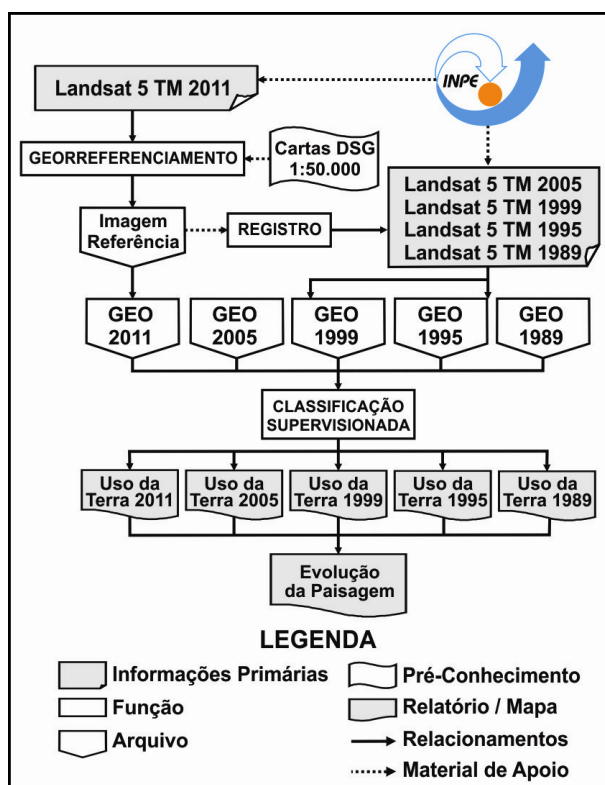 Landsat 5 TM 2011
INPE
GEORREFERENCIAMENTO
Cartas DSG
1:50.000
Landsat 5 TM 2005
Landsat 5 TM 1999
Landsat 5 TM 1995
Landsat 5 TM 1989
Imagem
Referência
REGISTRO
GEO
2011
GEO
2005
GEO
1999
GEO
1995
GEO
1989
CLASSIFICAÇÃO
SUPERVISIONADA
Uso da
Terra 2011
Uso da
Terra 2005
Uso da
Terra 1999
Uso da
Terra 1995
Uso da
Terra 1989
Evolução
da Paisagem
LEGENDA
Informações Primárias
Função
Arquivo
Pré-Conhecimento
Relatório / Mapa
Relacionamentos
Material de Apoio